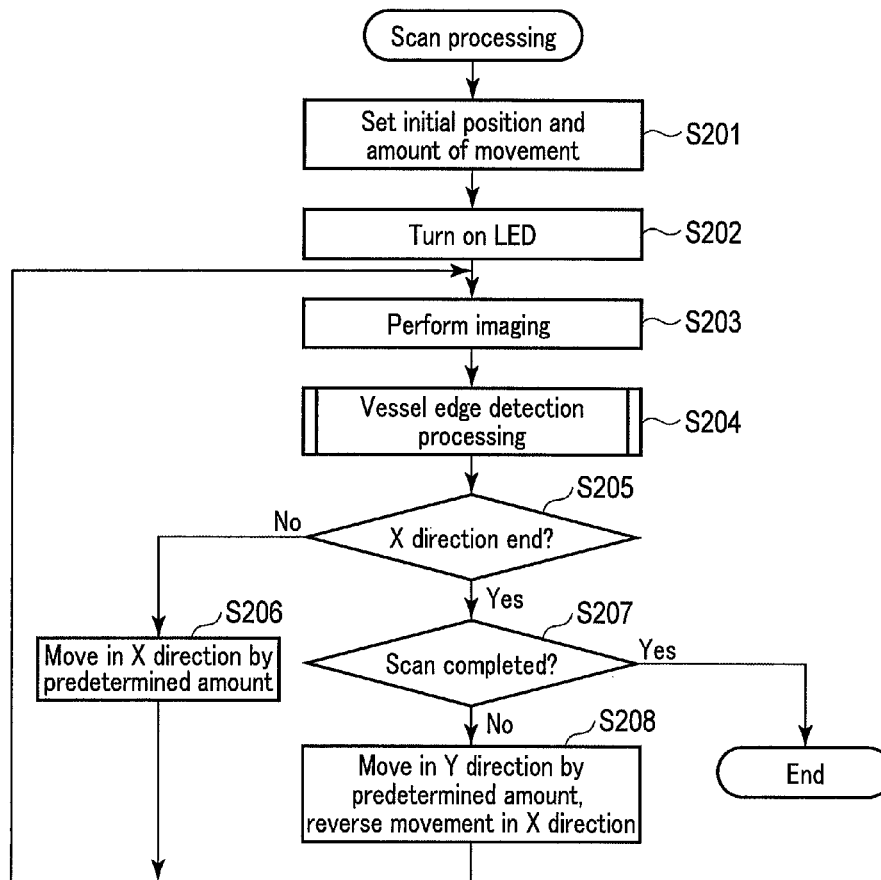 Scan processing
Set initial position and
amount of movement
S201
Turn on LED
S202
Perform imaging
S203
Vessel edge detection
processing
S204
S205
No
X direction end?
Yes
S206
Move in X direction by
predetermined amount
S207
Scan completed?
Yes
No
S208
Move in Y direction by
predetermined amount,
reverse movement in X direction
End